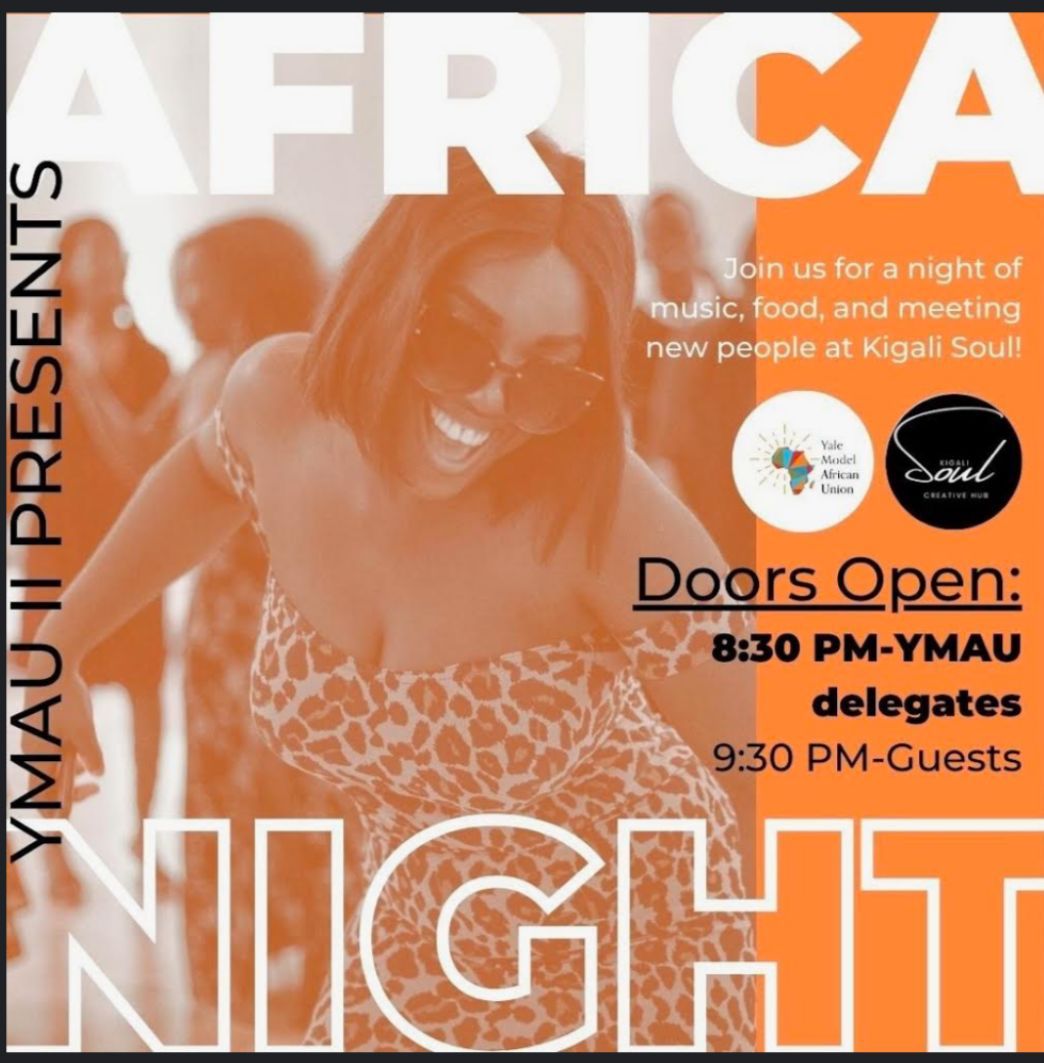 AFRICA
YMAU II PRESENTS
Join us for a night of
music, food, and meeting
new people at Kigali Soul!
Yale
Model
African
Union
KIGALI
Soul
CREATIVE HUB
Doors Open:
8:30 PM-YMAU
delegates
9:30 PM-Guests
NIGHT